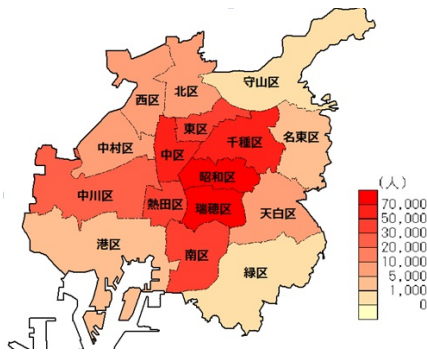 守山区
北区
西区
東区
千種区
名東区
中村区
中区
昭和区
中川区
熱田区
瑞穂区
天白区
港区
南区
緑区
(人)
70,000
50,000
30,000
20,000
10,000
5,000
1,000
0